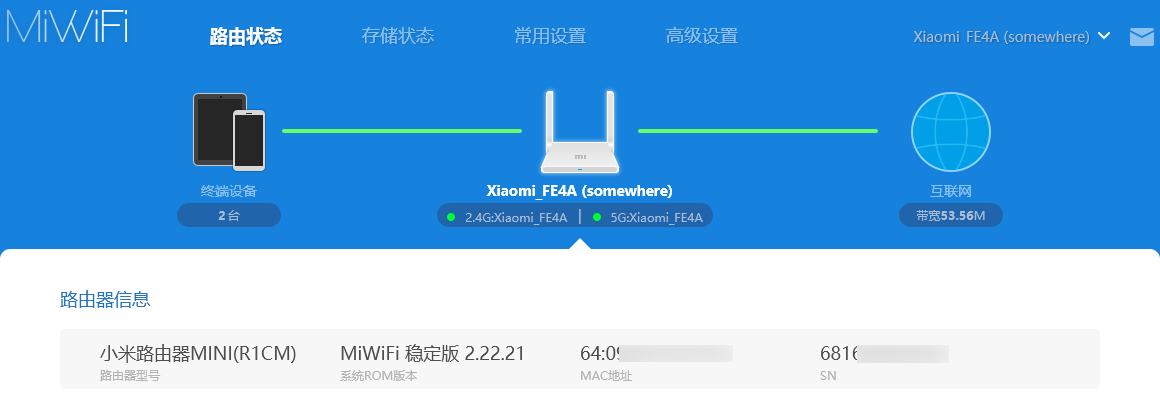 MiWiFi 路由状态 存储状态 常用设置 高级设置 Xiaomi_FE4A (somewhere)
mi
终端设备 Xiaomi_FE4A (somewhere) 互联网
2台 2.4G:Xiaomi_FE4A | 5G:Xiaomi_FE4A 带宽53.56M
路由器信息
小米路由器MINI(R1CM) MiWiFi 稳定版 2.22.21 64:09 6816
路由器型号 系统ROM版本 MAC地址 SN